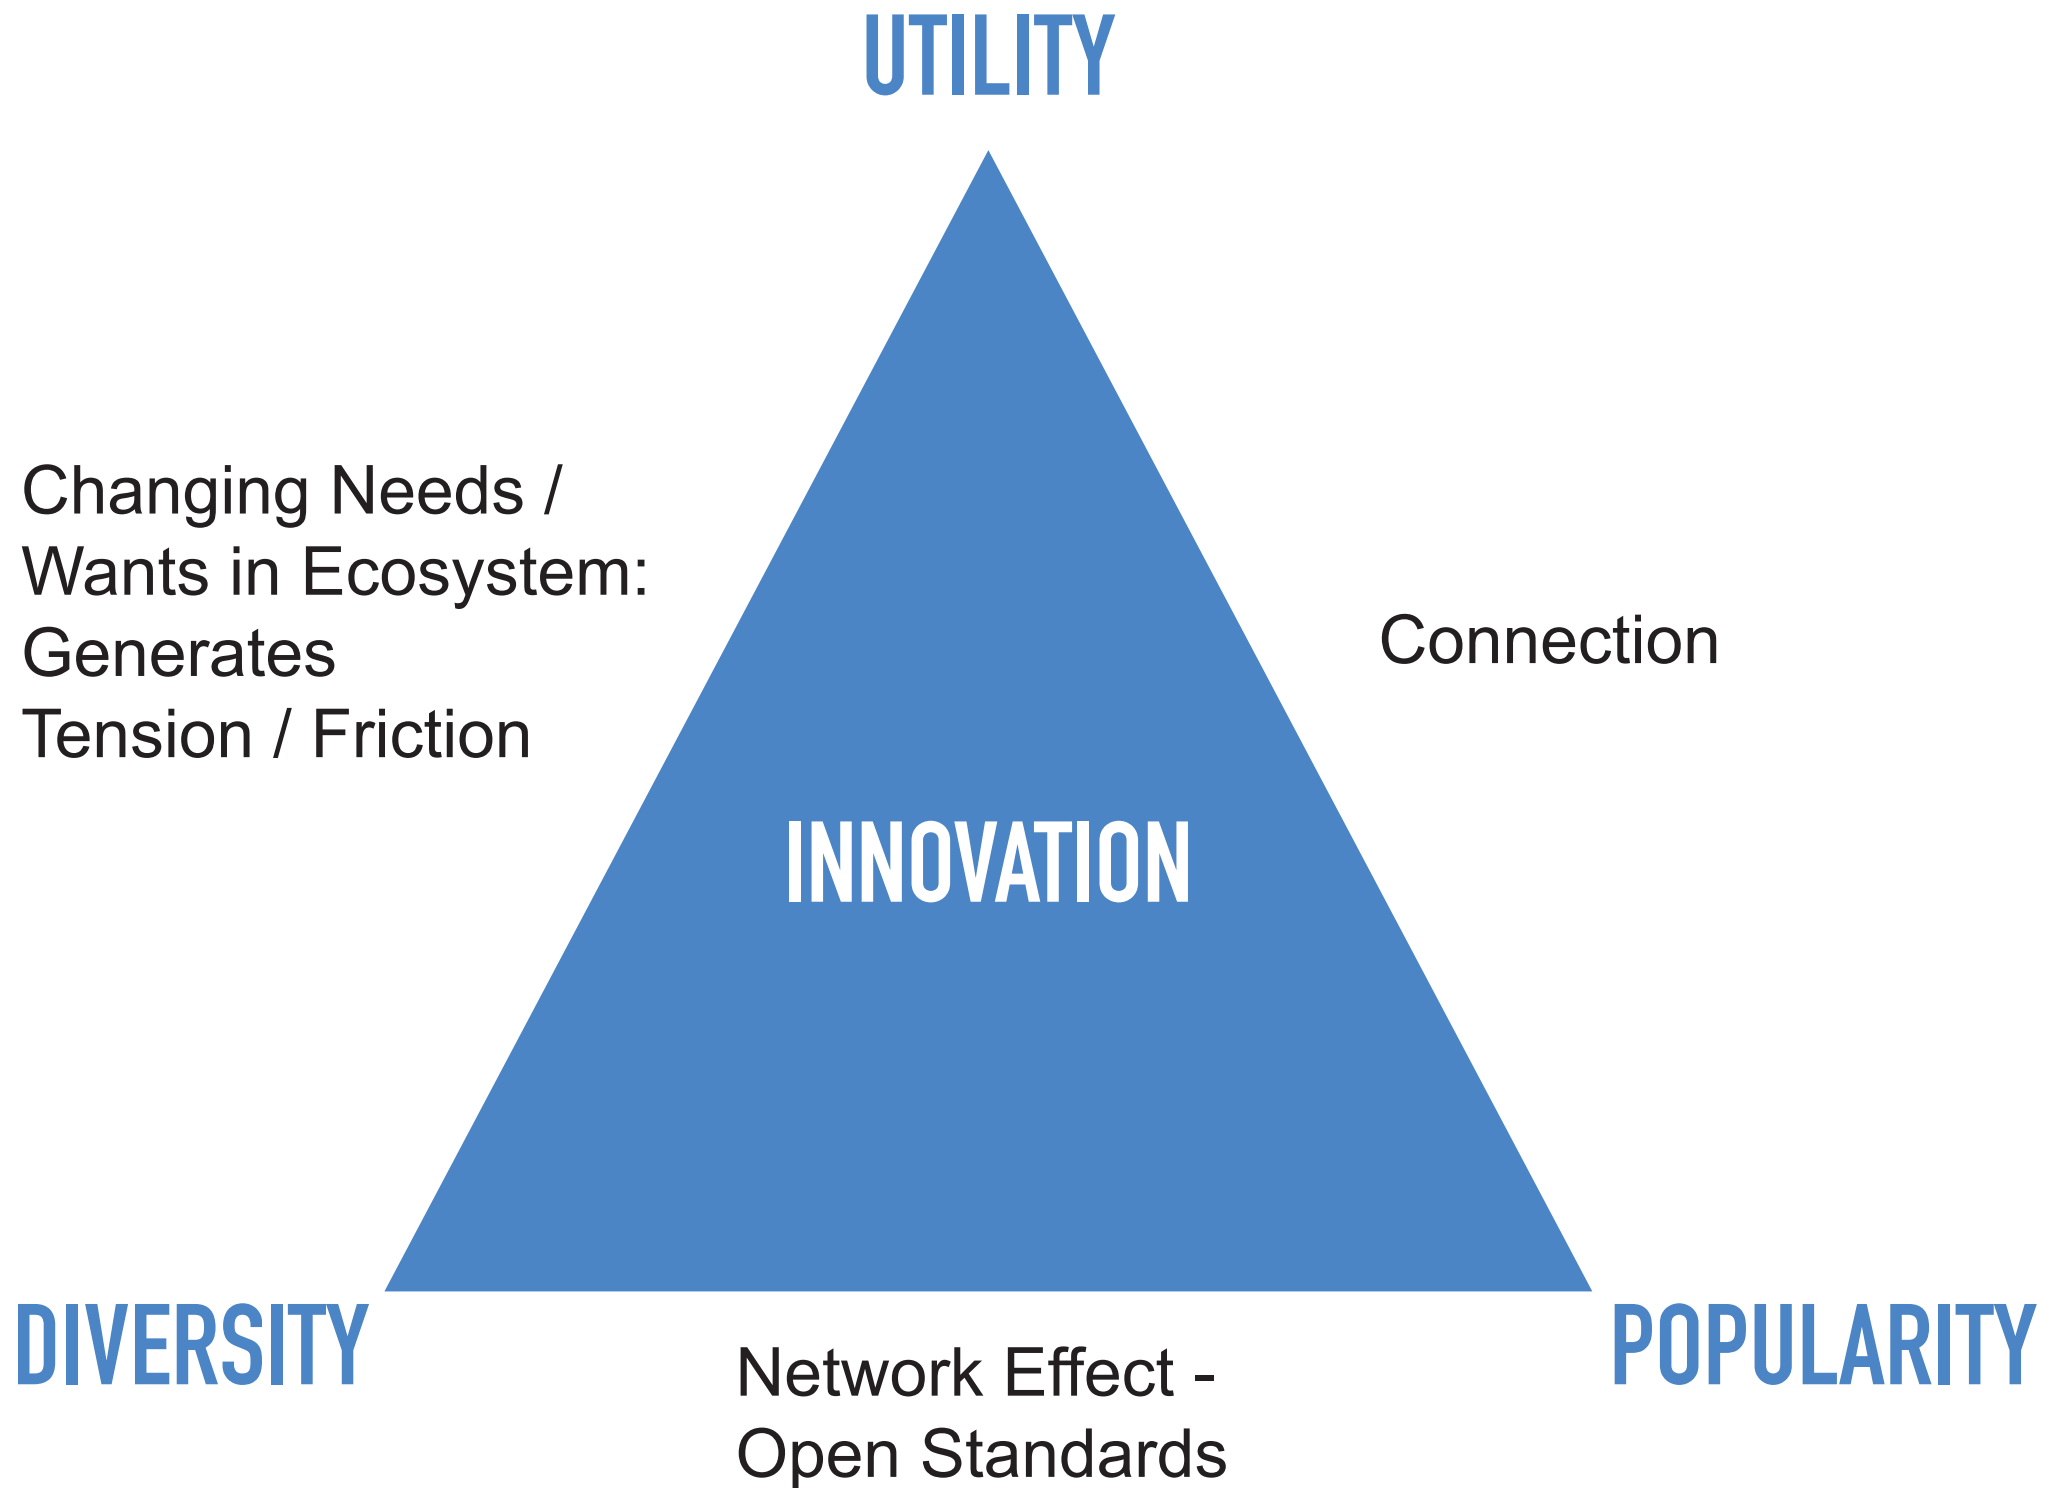 UTILITY
Changing Needs /
Wants in Ecosystem:
Generates
Tension / Friction
Connection
INNOVATION
DIVERSITY
POPULARITY
Network Effect -
Open Standards